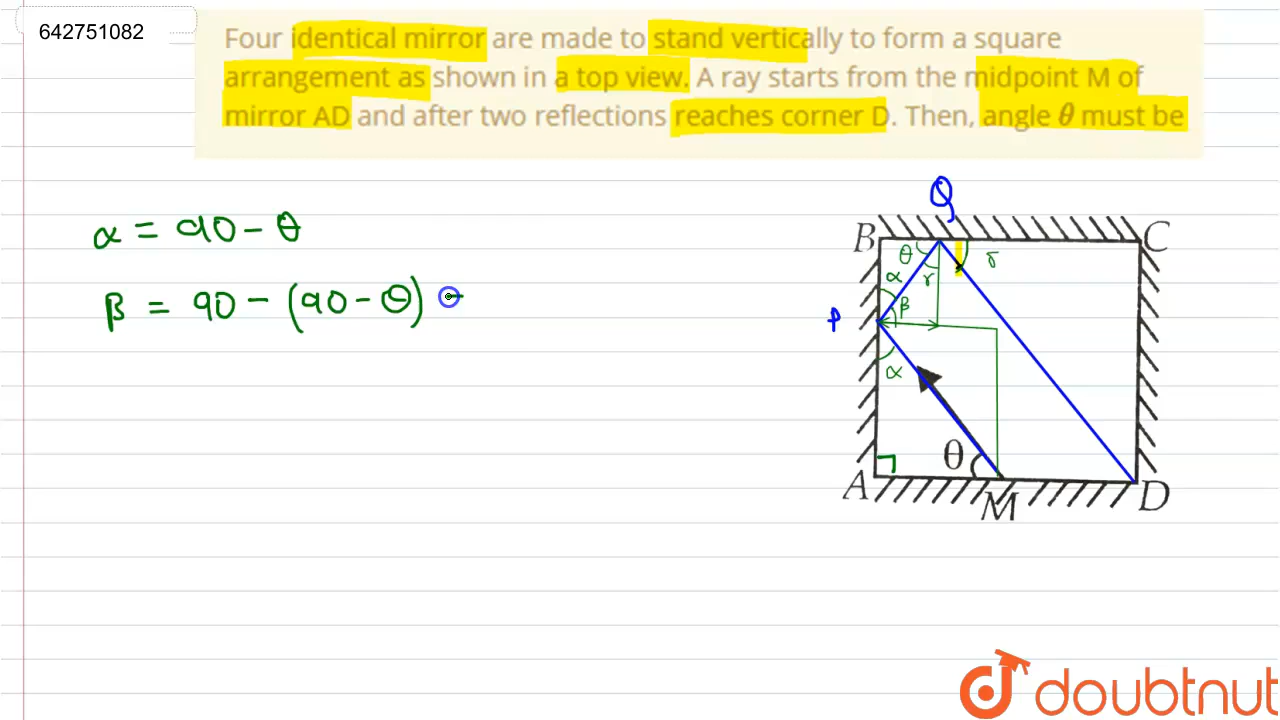 642751082
Four identical mirror are made to stand vertically to form a square
arrangement as shown in a top view. A ray starts from the midpoint M of
mirror AD and after two reflections reaches corner D. Then, angle θ must be
α = 90 - θ
β = 90 - (90 - θ) =
Q
B
C
θ
r
α
r
β
P
α
θ
A
M
D
doubtnut